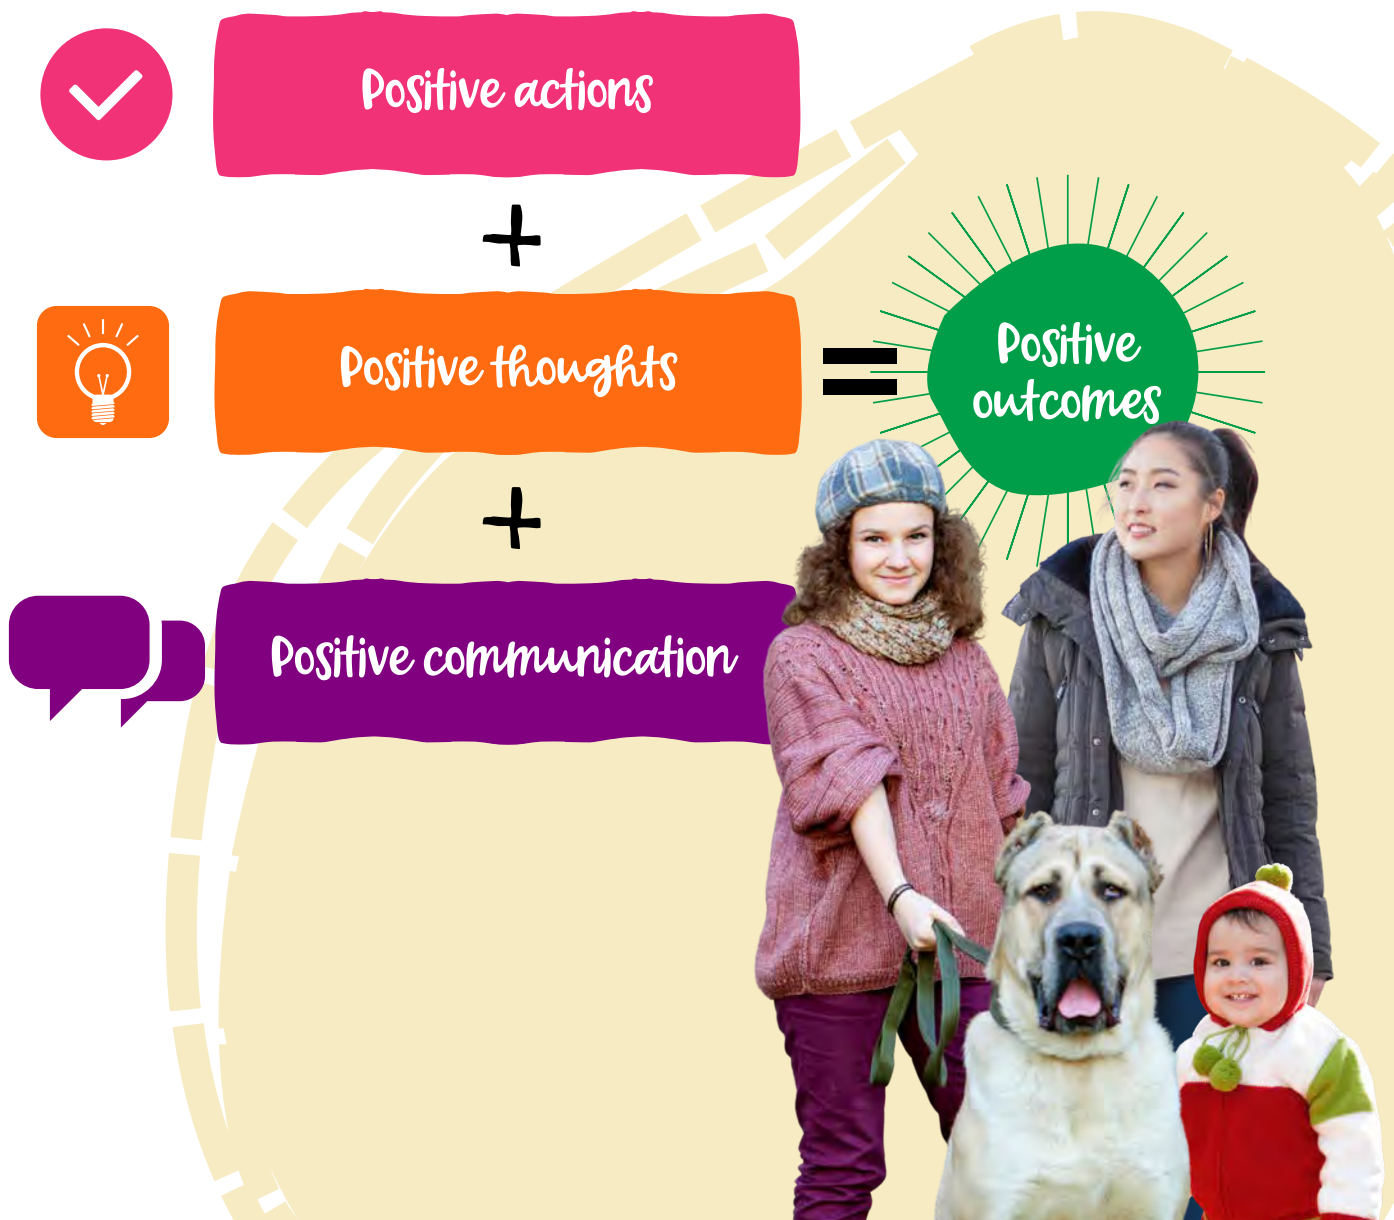 Positive actions
+
Positive thoughts
=
Positive
outcomes
+
Positive communication